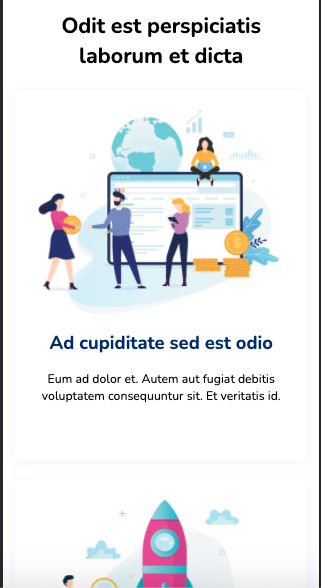 Odit est perspiciatis
laborum et dicta
Ad cupiditate sed est odio
Eum ad dolor et. Autem aut fugiat debitis
voluptatem consequuntur sit. Et veritatis id.